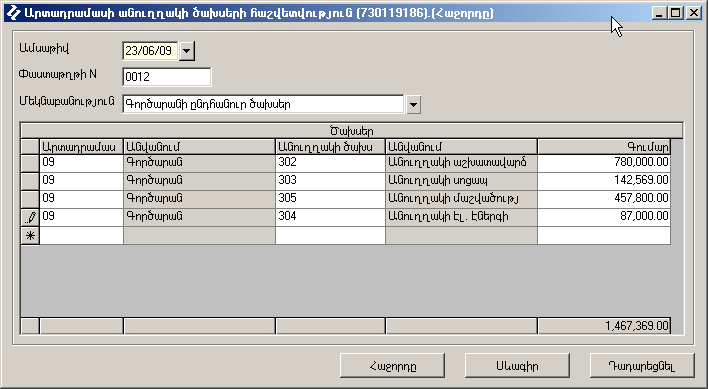 Արտադրամասի անուղղակի ծախսերի հաշվետվություն (730119186).(Հաջորդը)
Ամսաթիվ 23/06/09
Փաստաթղթի N 0012
Մեկնաբանություն Գործարանի ընդհանուր ծախսեր
Ծախսեր
Արտադրամաս Անվանում Անուղղակի ծախս Անվանում Գումար
09 Գործարան 302 Անուղղակի աշխատավարձ 780,000.00
09 Գործարան 303 Անուղղակի սոցապ 142,569.00
09 Գործարան 305 Անուղղակի մաշվածությ 457,800.00
09 Գործարան 304 Անուղղակի էլ. էներգի 87,000.00
1,467,369.00
Հաջորդը Սևագիր Դադարեցնել